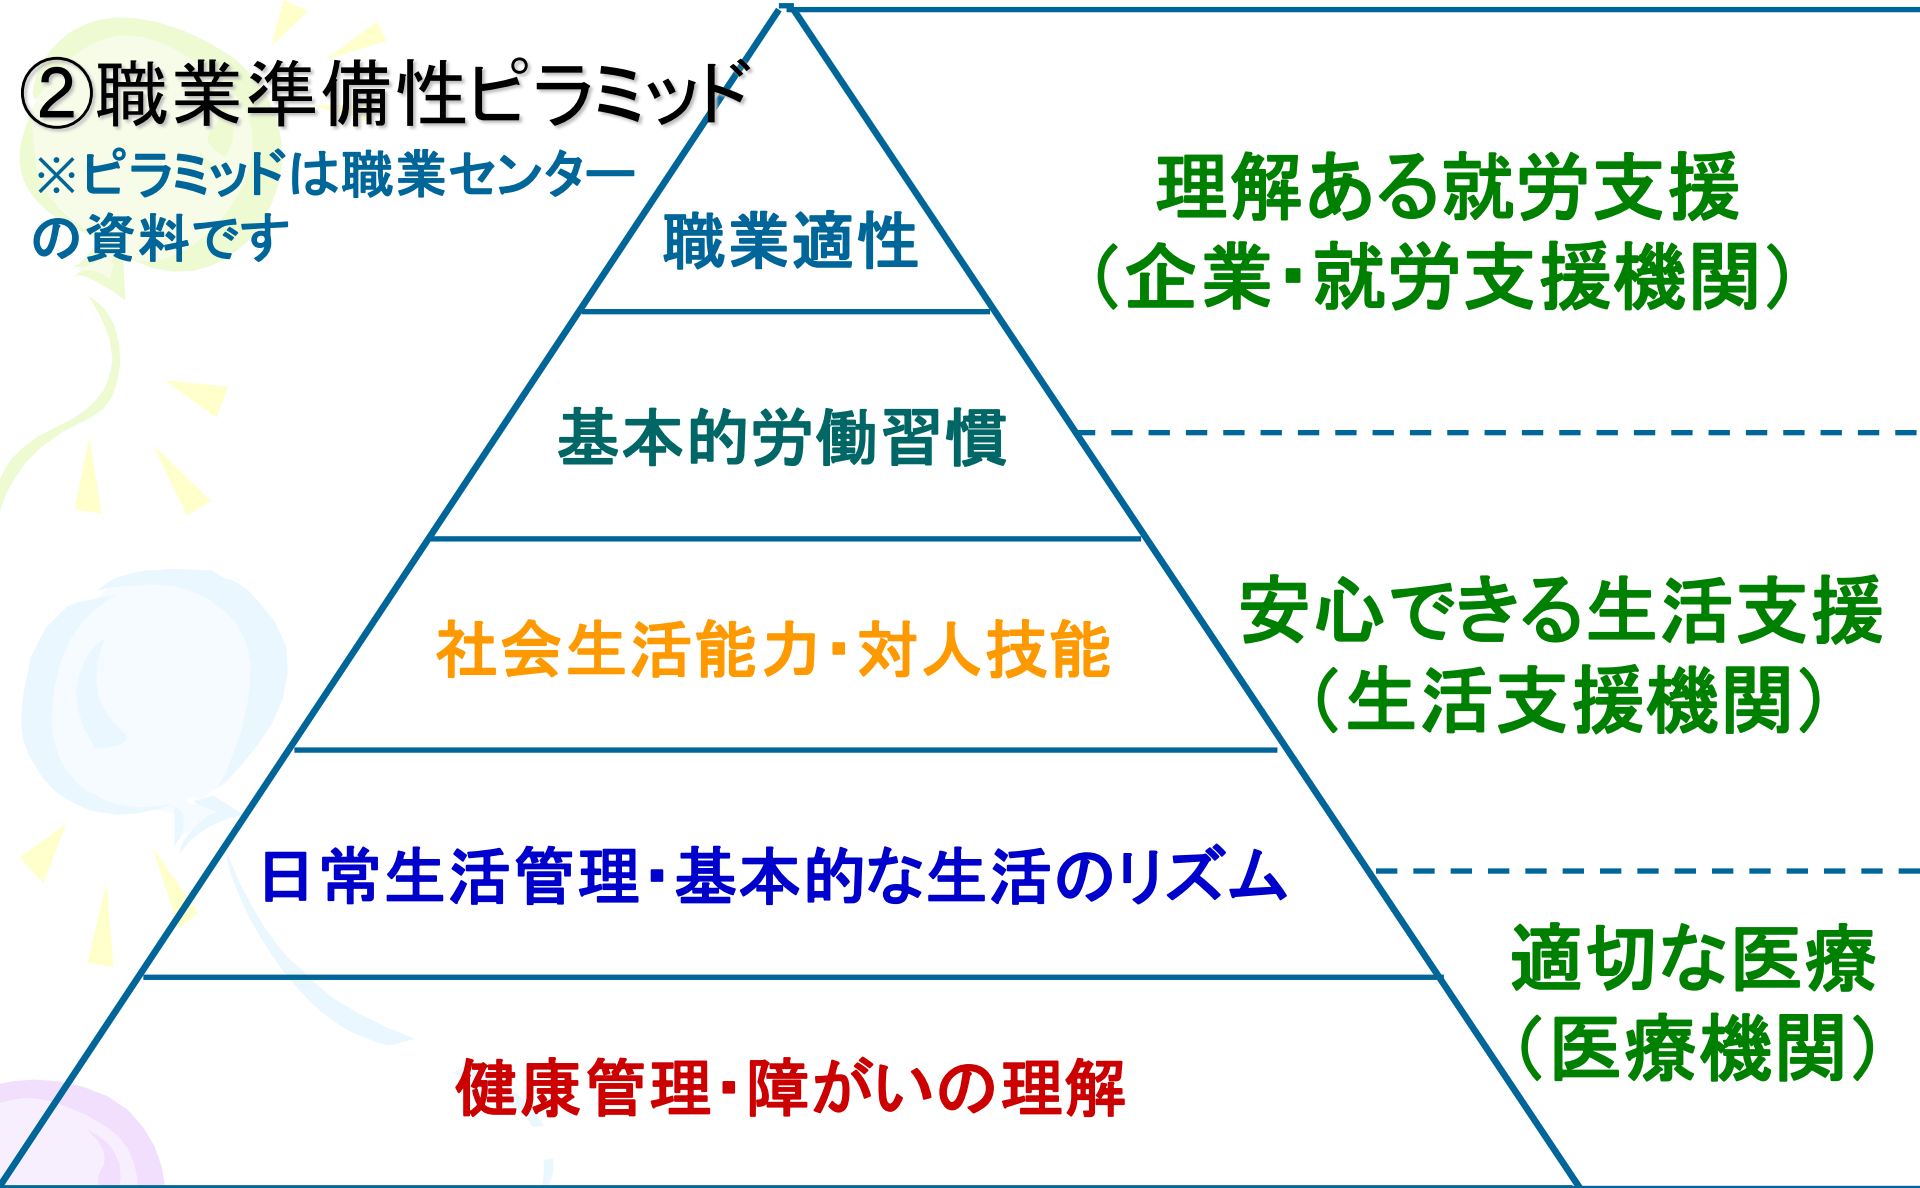 ②職業準備性ピラミッド
※ピラミッドは職業センター
の資料です
職業適性
基本的労働習慣
社会生活能力・対人技能
日常生活管理・基本的な生活のリズム
健康管理・障がいの理解
理解ある就労支援
（企業・就労支援機関）
安心できる生活支援
（生活支援機関）
適切な医療
（医療機関）